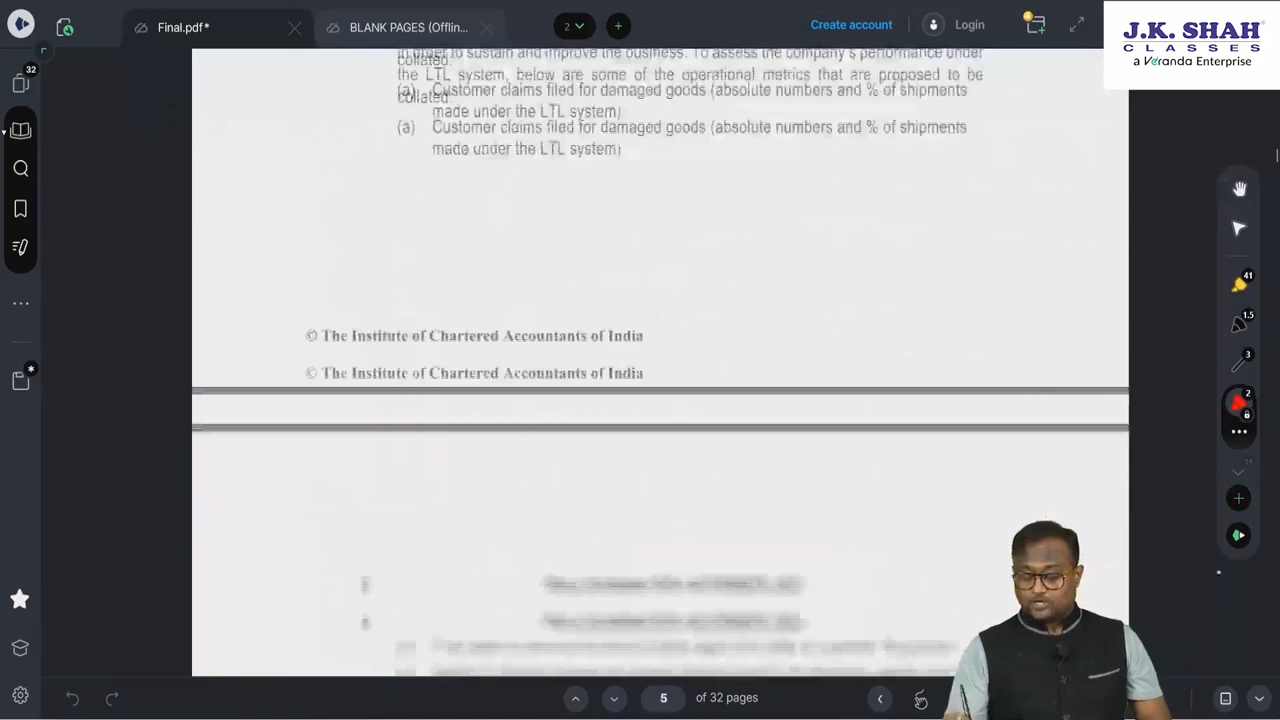 Final.pdf*
BLANK PAGES (Offlin...
2
+
Create account
Login
J.K. SHAH
CLASSES
a Veranda Enterprise
32
in order to sustain and improve the business. To assess the company's performance under
collated.
the LTL system, below are some of the operational metrics that are proposed to be
(a) Customer claims filed for damaged goods (absolute numbers and % of shipments
collated.
made under the LTL system)
(a) Customer claims filed for damaged goods (absolute numbers and % of shipments
made under the LTL system)
© The Institute of Chartered Accountants of India
© The Institute of Chartered Accountants of India
41
1.5
3
2
5 of 32 pages